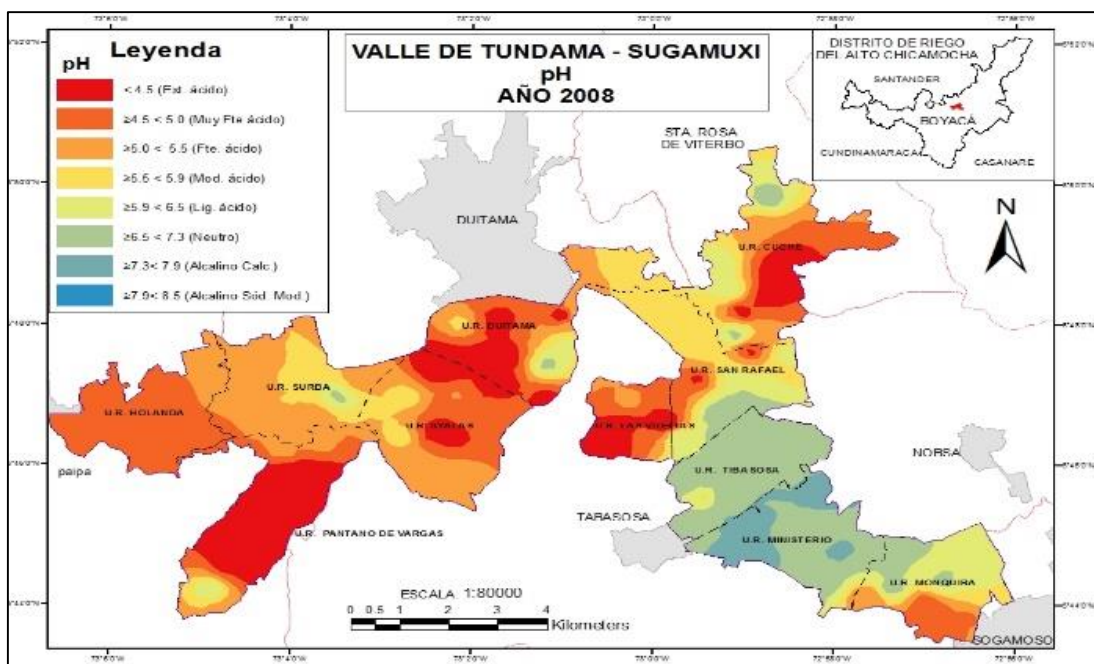 Leyenda
pH
< 4.5 (Ext. ácido)
≥4.5 < 5.0 (Muy Fte ácido)
≥5.0 < 5.5 (Fte. ácido)
≥5.5 < 5.9 (Mod. ácido)
≥5.9 < 6.5 (Lig. ácido)
≥6.5 < 7.3 (Neutro)
≥7.3< 7.9 (Alcalino Calc.)
≥7.9< 8.5 (Alcalino Sód. Mod.)
VALLE DE TUNDAMA - SUGAMUXI
pH
AÑO 2008
DISTRITO DE RIEGO
DEL ALTO CHICAMOCHA
SANTANDER
BOYACÁ
CUNDINAMARCA
CASANARE
STA. ROSA
DE VITERBO
DUITAMA
N
U.R. CUCHE
U.R. DUITAMA
U.R. SURBA
U.R. SAN RAFAEL
U.R. HOLANDA
U.R. AYALAS
U.R. LAS VUELTAS
paipa
U.R. TIBASOSA
NOBSA
TABASOSA
U.R. PANTANO DE VARGAS
U.R. MINISTERIO
U.R. MONQUIRA
ESCALA 1:80000
0 0.5 1 2 3 4
Kilometers
SOGAMOSO